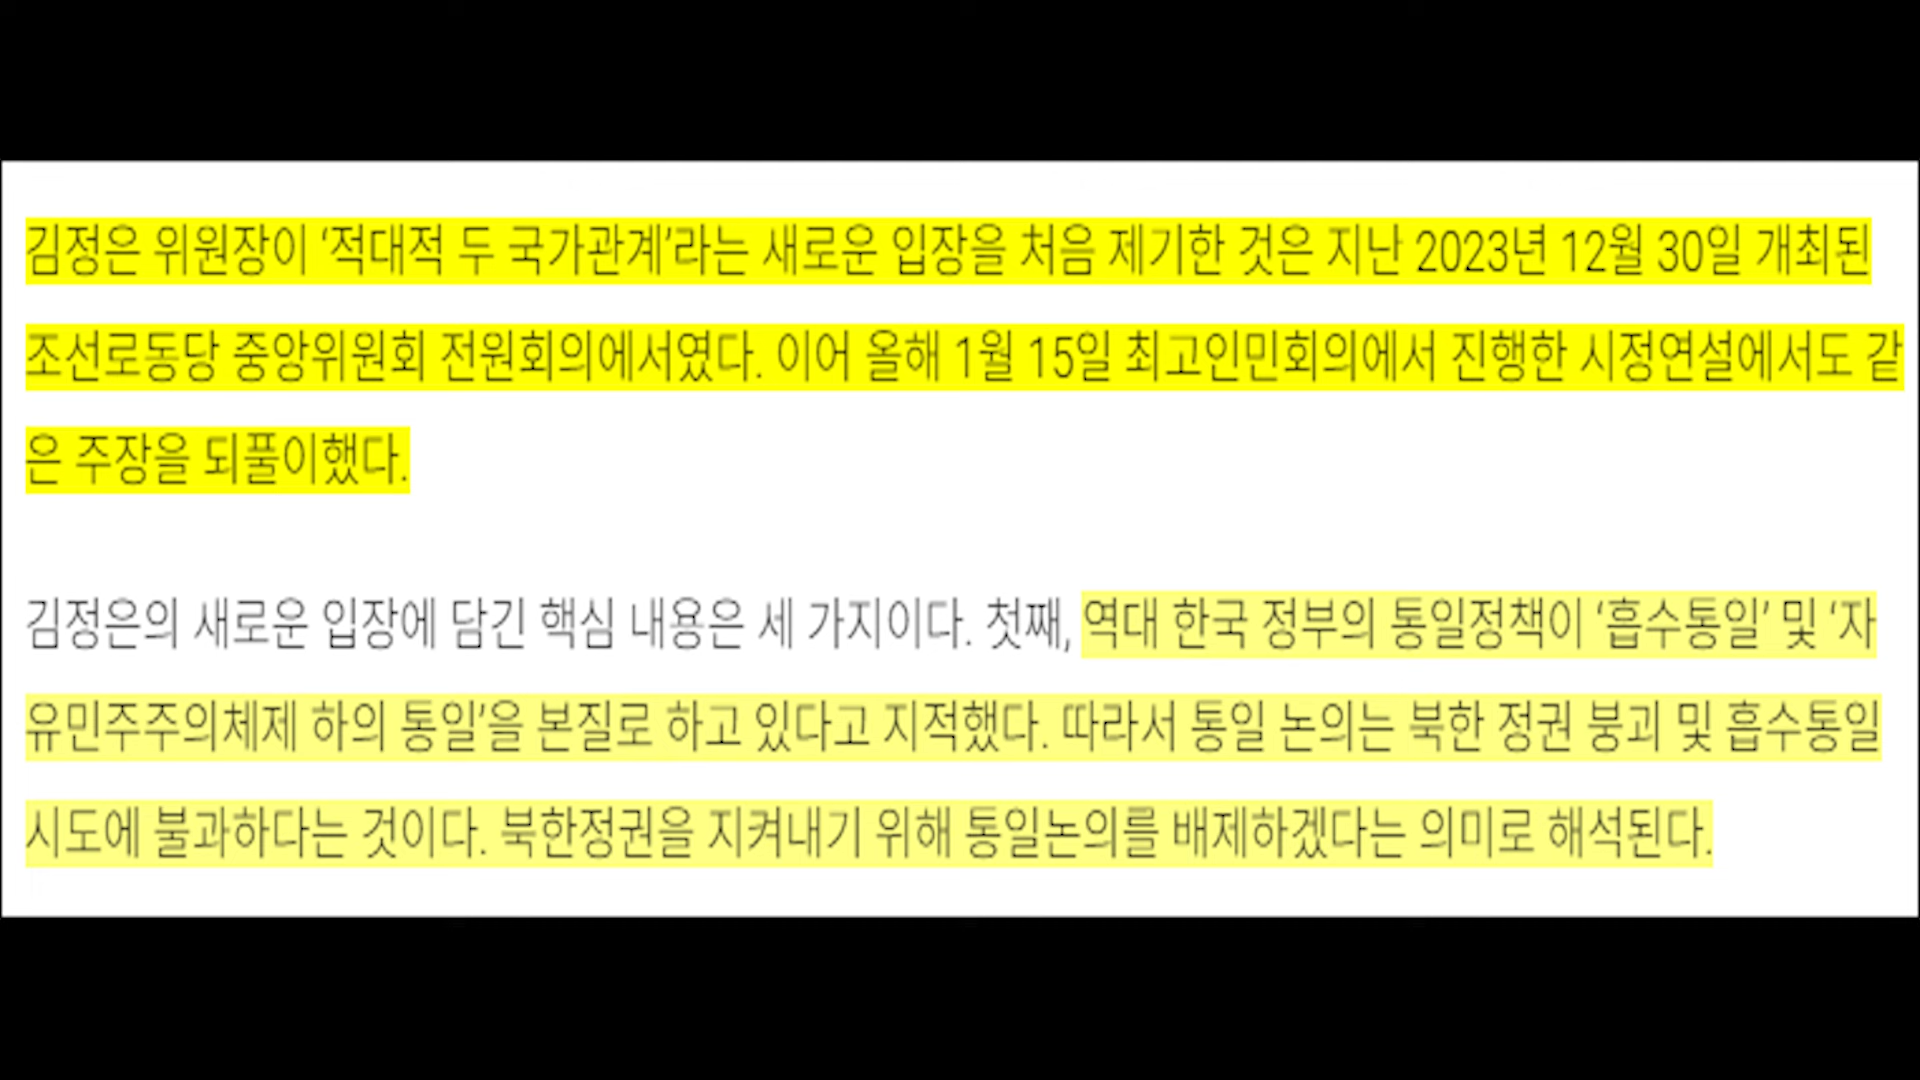 김정은 위원장이 ‘적대적 두 국가관계’라는 새로운 입장을 처음 제기한 것은 지난 2023년 12월 30일 개최된
조선로동당 중앙위원회 전원회의에서였다. 이어 올해 1월 15일 최고인민회의에서 진행한 시정연설에서도 같
은 주장을 되풀이했다.
김정은의 새로운 입장에 담긴 핵심 내용은 세 가지이다. 첫째, 역대 한국 정부의 통일정책이 ‘흡수통일’ 및 ‘자
유민주주의체제 하의 통일’을 본질로 하고 있다고 지적했다. 따라서 통일 논의는 북한 정권 붕괴 및 흡수통일
시도에 불과하다는 것이다. 북한정권을 지켜내기 위해 통일논의를 배제하겠다는 의미로 해석된다.